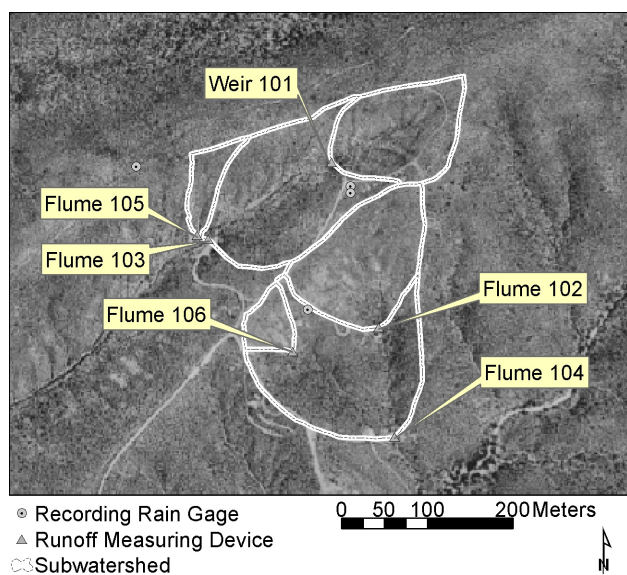 Weir 101
Flume 105
Flume 103
Flume 102
Flume 106
Flume 104
Recording Rain Gage
Runoff Measuring Device
Subwatershed
0 50 100 200 Meters
N